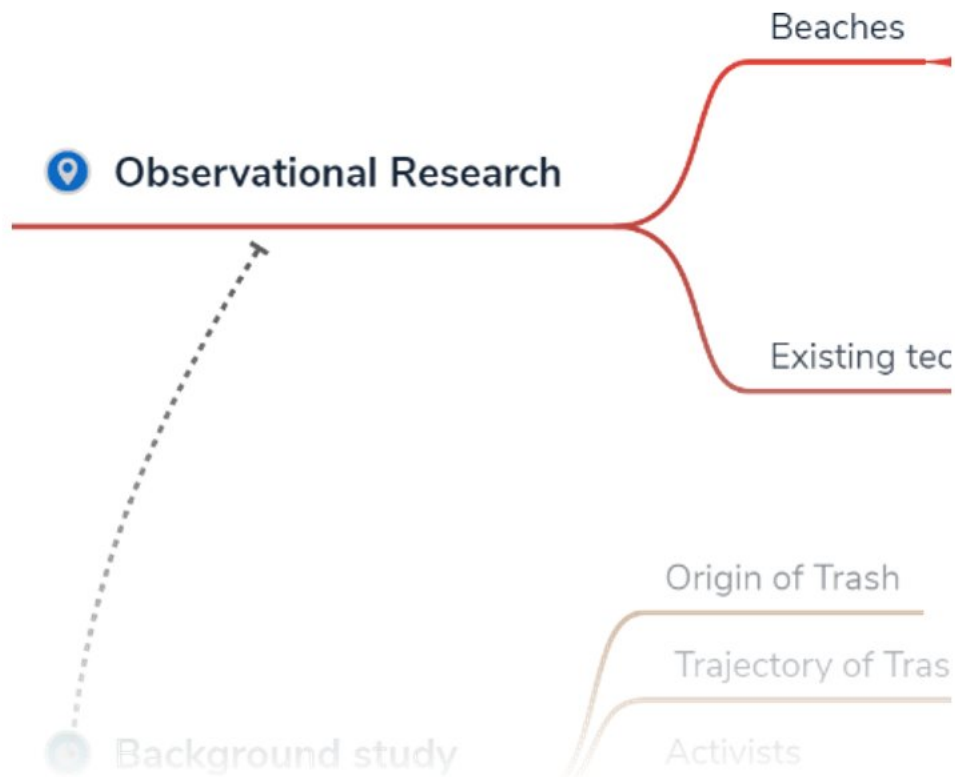 Beaches
Observational Research
Existing tec
Origin of Trash
Trajectory of Tras
Background study
Activists